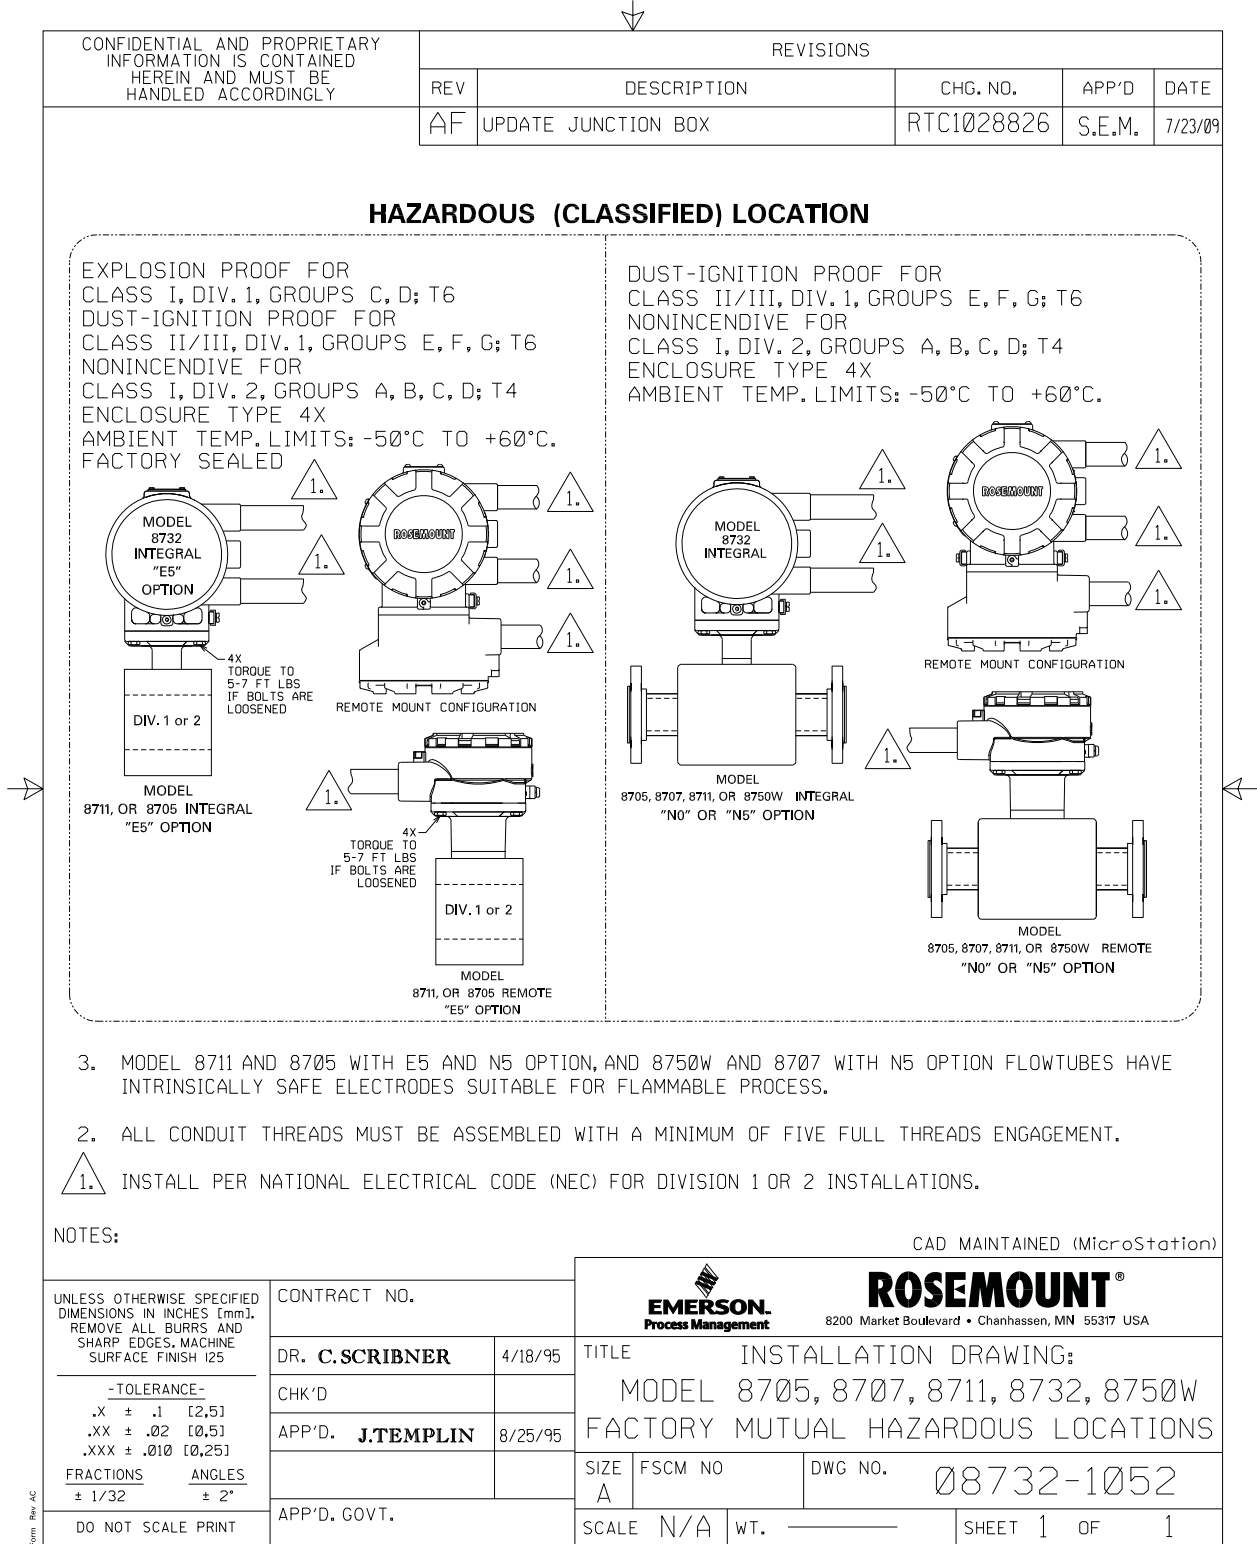 CONFIDENTIAL AND PROPRIETARY
INFORMATION IS CONTAINED
HEREIN AND MUST BE
HANDLED ACCORDINGLY
REVISIONS
REV DESCRIPTION CHG. NO. APP'D DATE
AF UPDATE JUNCTION BOX RTC1028826 S.E.M. 7/23/09
HAZARDOUS (CLASSIFIED) LOCATION
EXPLOSION PROOF FOR
CLASS I, DIV. 1, GROUPS C, D; T6
DUST-IGNITION PROOF FOR
CLASS II/III, DIV. 1, GROUPS E, F, G; T6
NONINCENDIVE FOR
CLASS I, DIV. 2, GROUPS A, B, C, D; T4
ENCLOSURE TYPE 4X
AMBIENT TEMP. LIMITS: -50°C TO +60°C.
FACTORY SEALED
1.
1.
MODEL
8732
INTEGRAL
"E5"
OPTION
4X
TORQUE TO
5-7 FT LBS
IF BOLTS ARE
LOOSENED
DIV. 1 or 2
MODEL
8711, OR 8705 INTEGRAL
"E5" OPTION
ROSEMOUNT
1.
1.
1.
REMOTE MOUNT CONFIGURATION
1.
4X
TORQUE TO
5-7 FT LBS
IF BOLTS ARE
LOOSENED
DIV. 1 or 2
MODEL
8711, OR 8705 REMOTE
"E5" OPTION
DUST-IGNITION PROOF FOR
CLASS II/III, DIV. 1, GROUPS E, F, G; T6
NONINCENDIVE FOR
CLASS I, DIV. 2, GROUPS A, B, C, D; T4
ENCLOSURE TYPE 4X
AMBIENT TEMP. LIMITS: -50°C TO +60°C.
1.
1.
MODEL
8732
INTEGRAL
MODEL
8705, 8707, 8711, OR 8750W INTEGRAL
"N0" OR "N5" OPTION
ROSEMOUNT
1.
1.
1.
REMOTE MOUNT CONFIGURATION
1.
MODEL
8705, 8707, 8711, OR 8750W REMOTE
"N0" OR "N5" OPTION
3. MODEL 8711 AND 8705 WITH E5 AND N5 OPTION, AND 8750W AND 8707 WITH N5 OPTION FLOWTUBES HAVE
INTRINSICALLY SAFE ELECTRODES SUITABLE FOR FLAMMABLE PROCESS.
2. ALL CONDUIT THREADS MUST BE ASSEMBLED WITH A MINIMUM OF FIVE FULL THREADS ENGAGEMENT.
1. INSTALL PER NATIONAL ELECTRICAL CODE (NEC) FOR DIVISION 1 OR 2 INSTALLATIONS.
NOTES:
CAD MAINTAINED (MicroStation)
UNLESS OTHERWISE SPECIFIED
DIMENSIONS IN INCHES [mm].
REMOVE ALL BURRS AND
SHARP EDGES. MACHINE
SURFACE FINISH 125
-TOLERANCE-
.X ± .1 [2,5]
.XX ± .02 [0,5]
.XXX ± .010 [0,25]
FRACTIONS ANGLES
± 1/32 ± 2°
DO NOT SCALE PRINT
Form Rev AC
CONTRACT NO.
DR. C.SCRIBNER 4/18/95
CHK'D
APP'D. J.TEMPLIN 8/25/95
APP'D. GOVT.
EMERSON.
Process Management
ROSEMOUNT®
8200 Market Boulevard • Chanhassen, MN 55317 USA
TITLE INSTALLATION DRAWING:
MODEL 8705, 8707, 8711, 8732, 8750W
FACTORY MUTUAL HAZARDOUS LOCATIONS
SIZE A FSCM NO DWG NO. 08732-1052
SCALE N/A WT. SHEET 1 OF 1